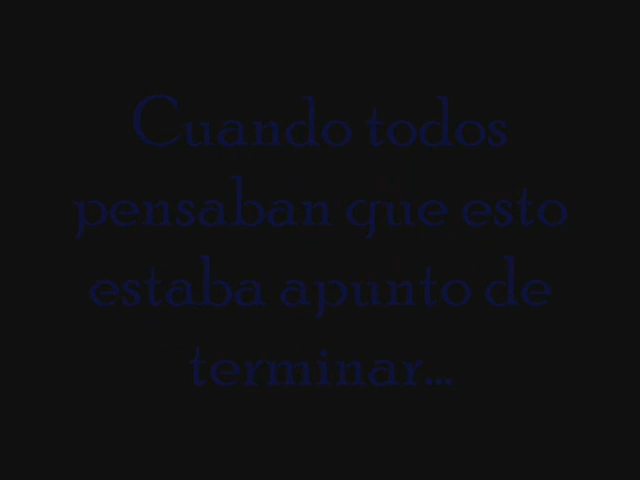 Cuando todos
pensaban que esto
estaba apunto de
terminar...